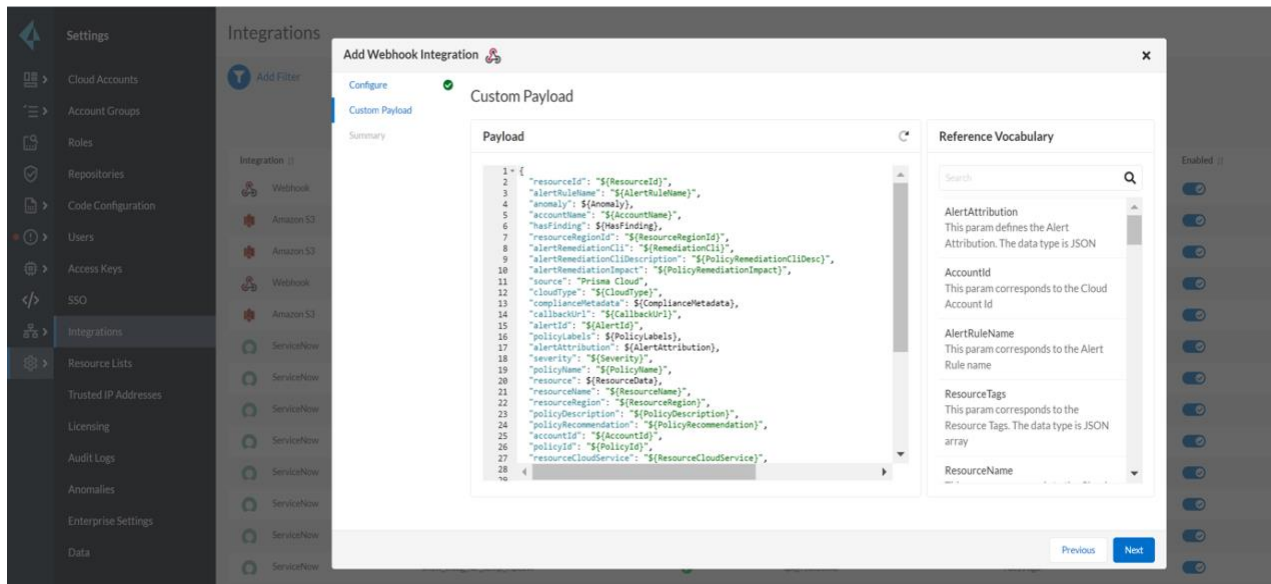 Settings
Cloud Accounts
Account Groups
Roles
Repositories
Code Configuration
Users
Access Keys
SSO
Integrations
Resource Lists
Trusted IP Addresses
Licensing
Audit Logs
Anomalies
Enterprise Settings
Data
Integrations
Add Filter
Integration
Enabled
Webhook
Amazon S3
Amazon S3
Webhook
Amazon S3
ServiceNow
ServiceNow
ServiceNow
ServiceNow
ServiceNow
ServiceNow
ServiceNow
ServiceNow
Add Webhook Integration
Configure
Custom Payload
Summary
Custom Payload
Payload
1 {
2 "resourceId": "${ResourceId}",
3 "alertRuleName": "${AlertRuleName}",
4 "anomaly": ${Anomaly},
5 "accountName": "${AccountName}",
6 "hasFinding": ${HasFinding},
7 "resourceRegionId": "${ResourceRegionId}",
8 "alertRemediationCli": "${RemediationCli}",
9 "alertRemediationCliDescription": "${PolicyRemediationCliDesc}",
10 "alertRemediationImpact": "${PolicyRemediationImpact}",
11 "source": "Prisma Cloud",
12 "cloudType": "${CloudType}",
13 "complianceMetadata": ${ComplianceMetadata},
14 "callbackUrl": "${CallbackUrl}",
15 "alertId": "${AlertId}",
16 "policyLabels": ${PolicyLabels},
17 "alertAttribution": ${AlertAttribution},
18 "severity": "${Severity}",
19 "policyName": "${PolicyName}",
20 "resource": ${ResourceData},
21 "resourceName": "${ResourceName}",
22 "resourceRegion": "${ResourceRegion}",
23 "policyDescription": "${PolicyDescription}",
24 "policyRecommendation": "${PolicyRecommendation}",
25 "accountId": "${AccountId}",
26 "policyId": "${PolicyId}",
27 "resourceCloudService": "${ResourceCloudService}",
28
29
Reference Vocabulary
Search
AlertAttribution
This param defines the Alert
Attribution. The data type is JSON
AccountId
This param corresponds to the Cloud
Account Id
AlertRuleName
This param corresponds to the Alert
Rule name
ResourceTags
This param corresponds to the
Resource Tags. The data type is JSON
array
ResourceName
Previous
Next